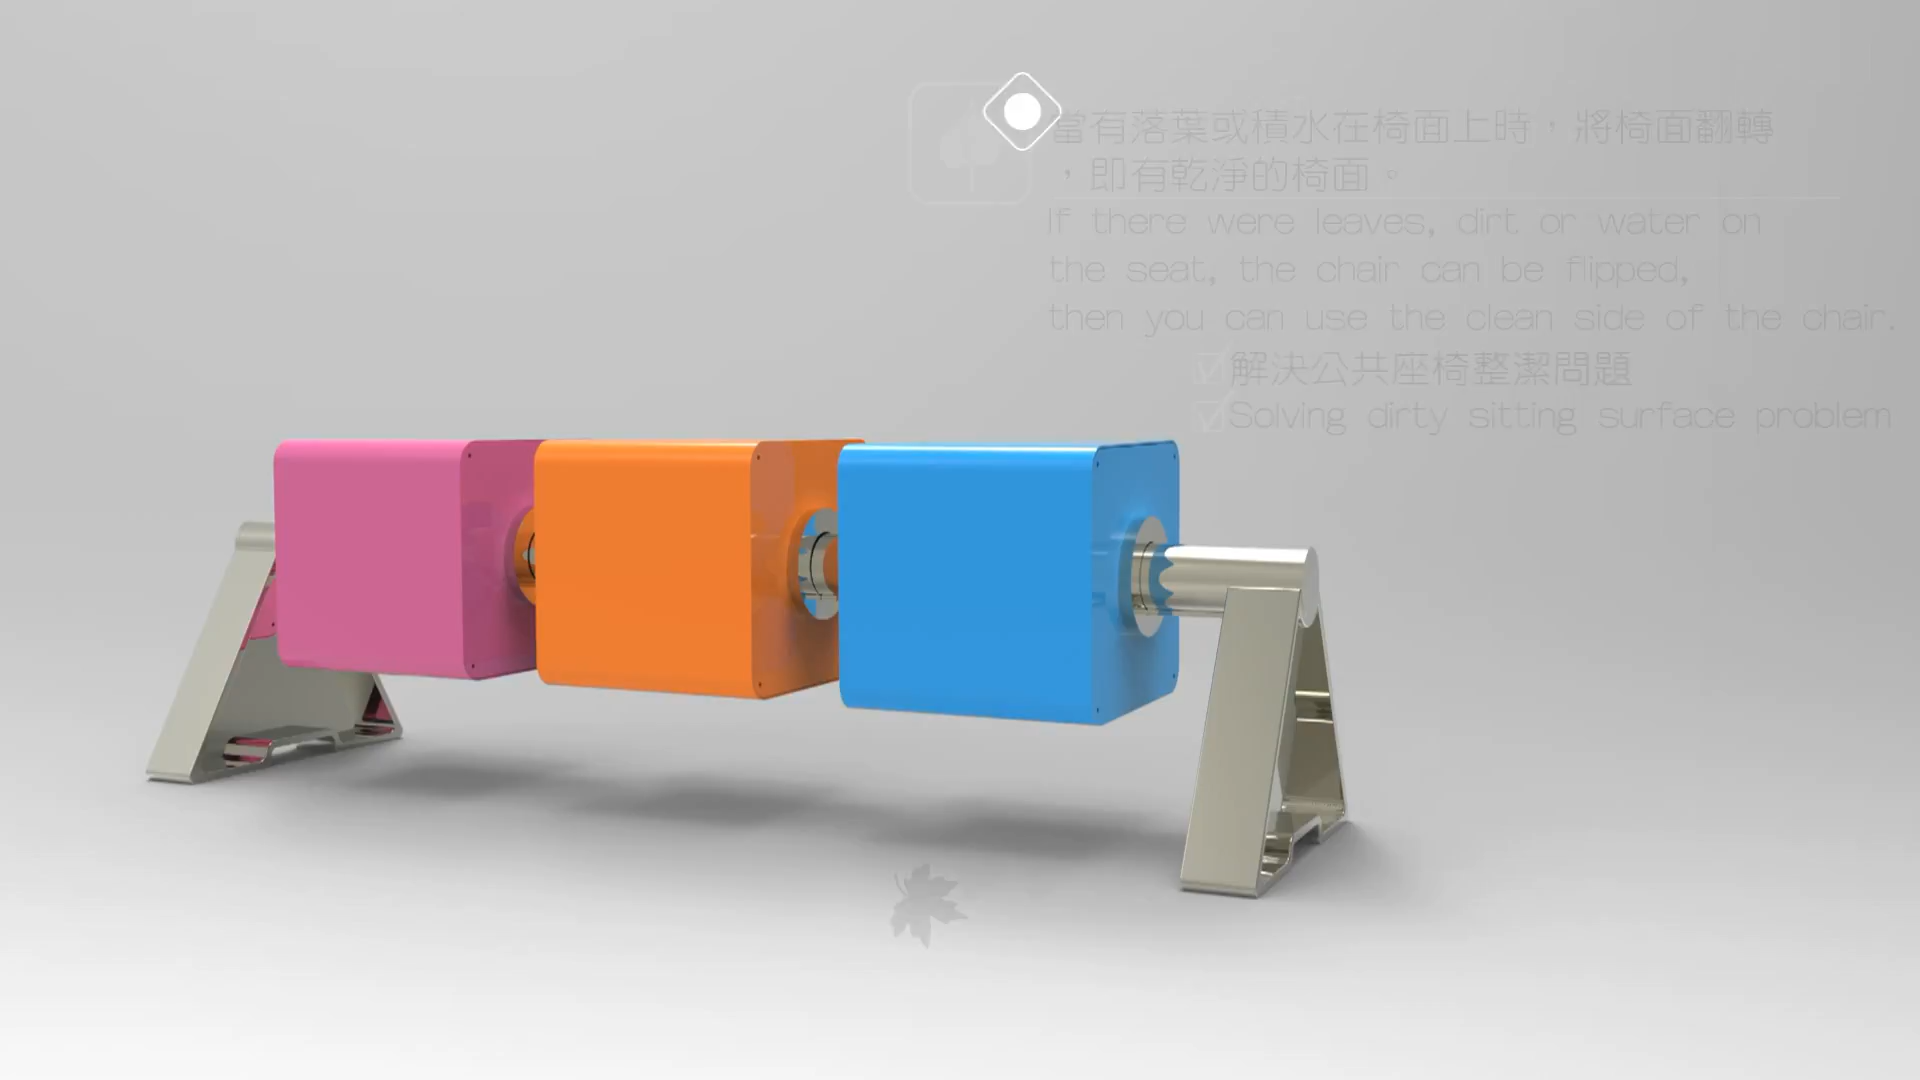 當有落葉或積水在椅面上時，將椅面翻轉
，即有乾淨的椅面。
If there were leaves, dirt or water on
the seat, the chair can be flipped,
then you can use the clean side of the chair.
解決公共座椅整潔問題
Solving dirty sitting surface problem